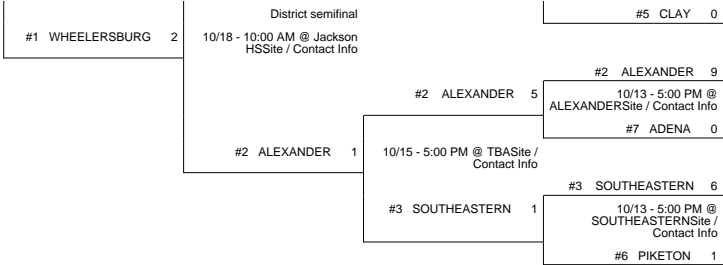 District semifinal
#5 CLAY 0
#1 WHEELERSBURG 2
10/18 - 10:00 AM @ Jackson
HSSite / Contact Info
#2 ALEXANDER 9
#2 ALEXANDER 5
10/13 - 5:00 PM @
ALEXANDERSite / Contact Info
#7 ADENA 0
#2 ALEXANDER 1
10/15 - 5:00 PM @ TBASite /
Contact Info
#3 SOUTHEASTERN 6
#3 SOUTHEASTERN 1
10/13 - 5:00 PM @
SOUTHEASTERNSite /
Contact Info
#6 PIKETON 1